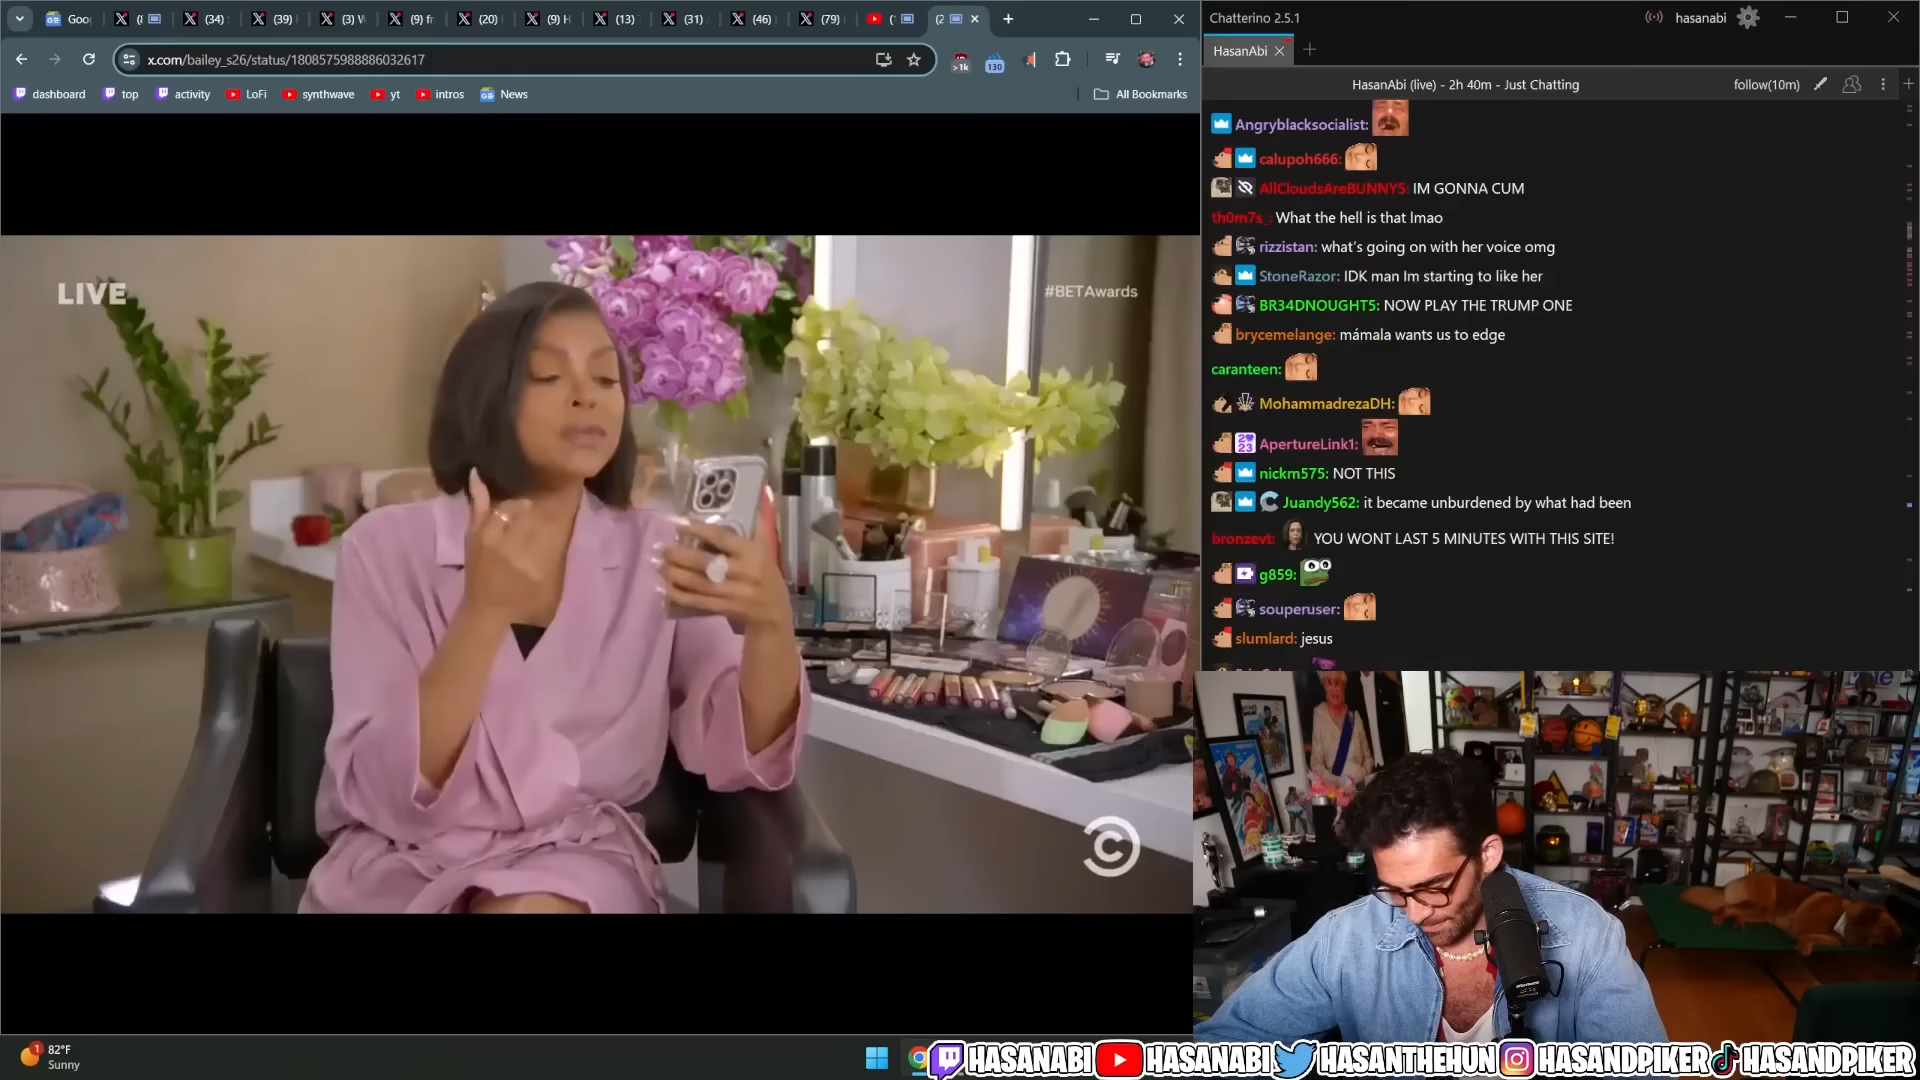 Goo
(34)
(39)
(3) W
(9) fr
(20)
(9) H
(13)
(31)
(46)
(79)
(2
Chatterino 2.5.1
hasanabi
x.com/bailey_s26/status/1808575988886032617
>1k
130
HasanAbi
dashboard
top
activity
LoFi
synthwave
yt
intros
News
All Bookmarks
HasanAbi (live) - 2h 40m - Just Chatting
follow(10m)
Angryblacksocialist:
calupoh666:
AllCloudsAreBUNNYS: IM GONNA CUM
th0m7s_: What the hell is that lmao
rizzistan: what's going on with her voice omg
StoneRazor: IDK man Im starting to like her
BR34DNOUGHT5: NOW PLAY THE TRUMP ONE
brycemelange: mámala wants us to edge
caranteen:
MohammadrezaDH:
ApertureLink1:
nickm575: NOT THIS
Juandy562: it became unburdened by what had been
bronzevt: YOU WONT LAST 5 MINUTES WITH THIS SITE!
g859:
souperuser:
slumlard: jesus
LIVE
#BETAwards
1
82°F
Sunny
HASANABI HASANABI HASANTHEHUN HASANDPIKER HASANDPIKER